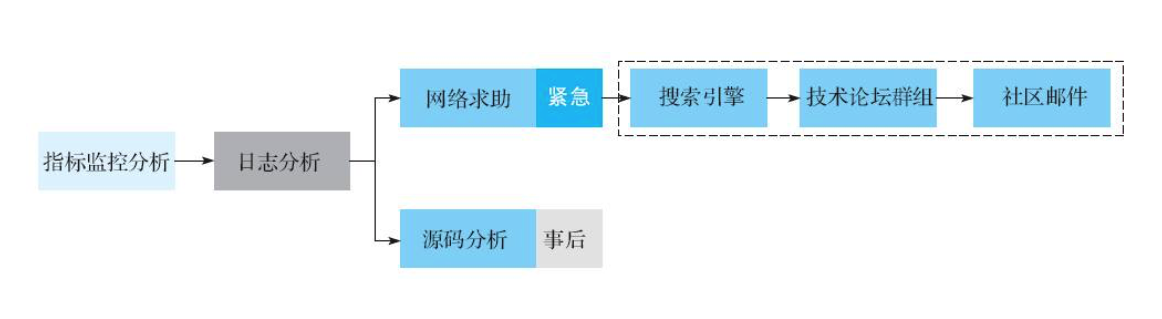 指标监控分析
日志分析
网络求助
紧急
搜索引擎
技术论坛群组
社区邮件
源码分析
事后